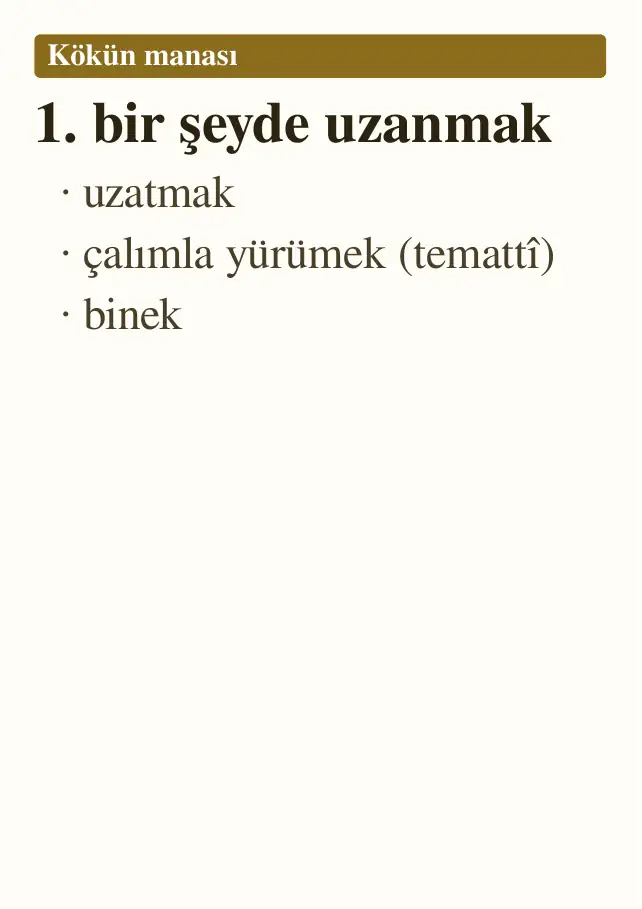 Kökün manası
1. bir şeyde uzanmak
· uzatmak
· çalımla yürümek (temattî)
· binek